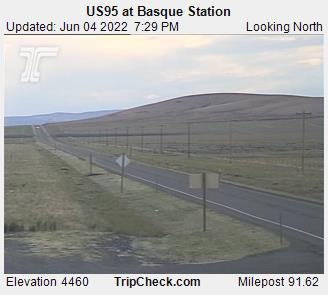 US95 at Basque Station
Updated: Jun 04 2022 7:29 PM Looking North
Elevation 4460 TripCheck.com Milepost 91.62